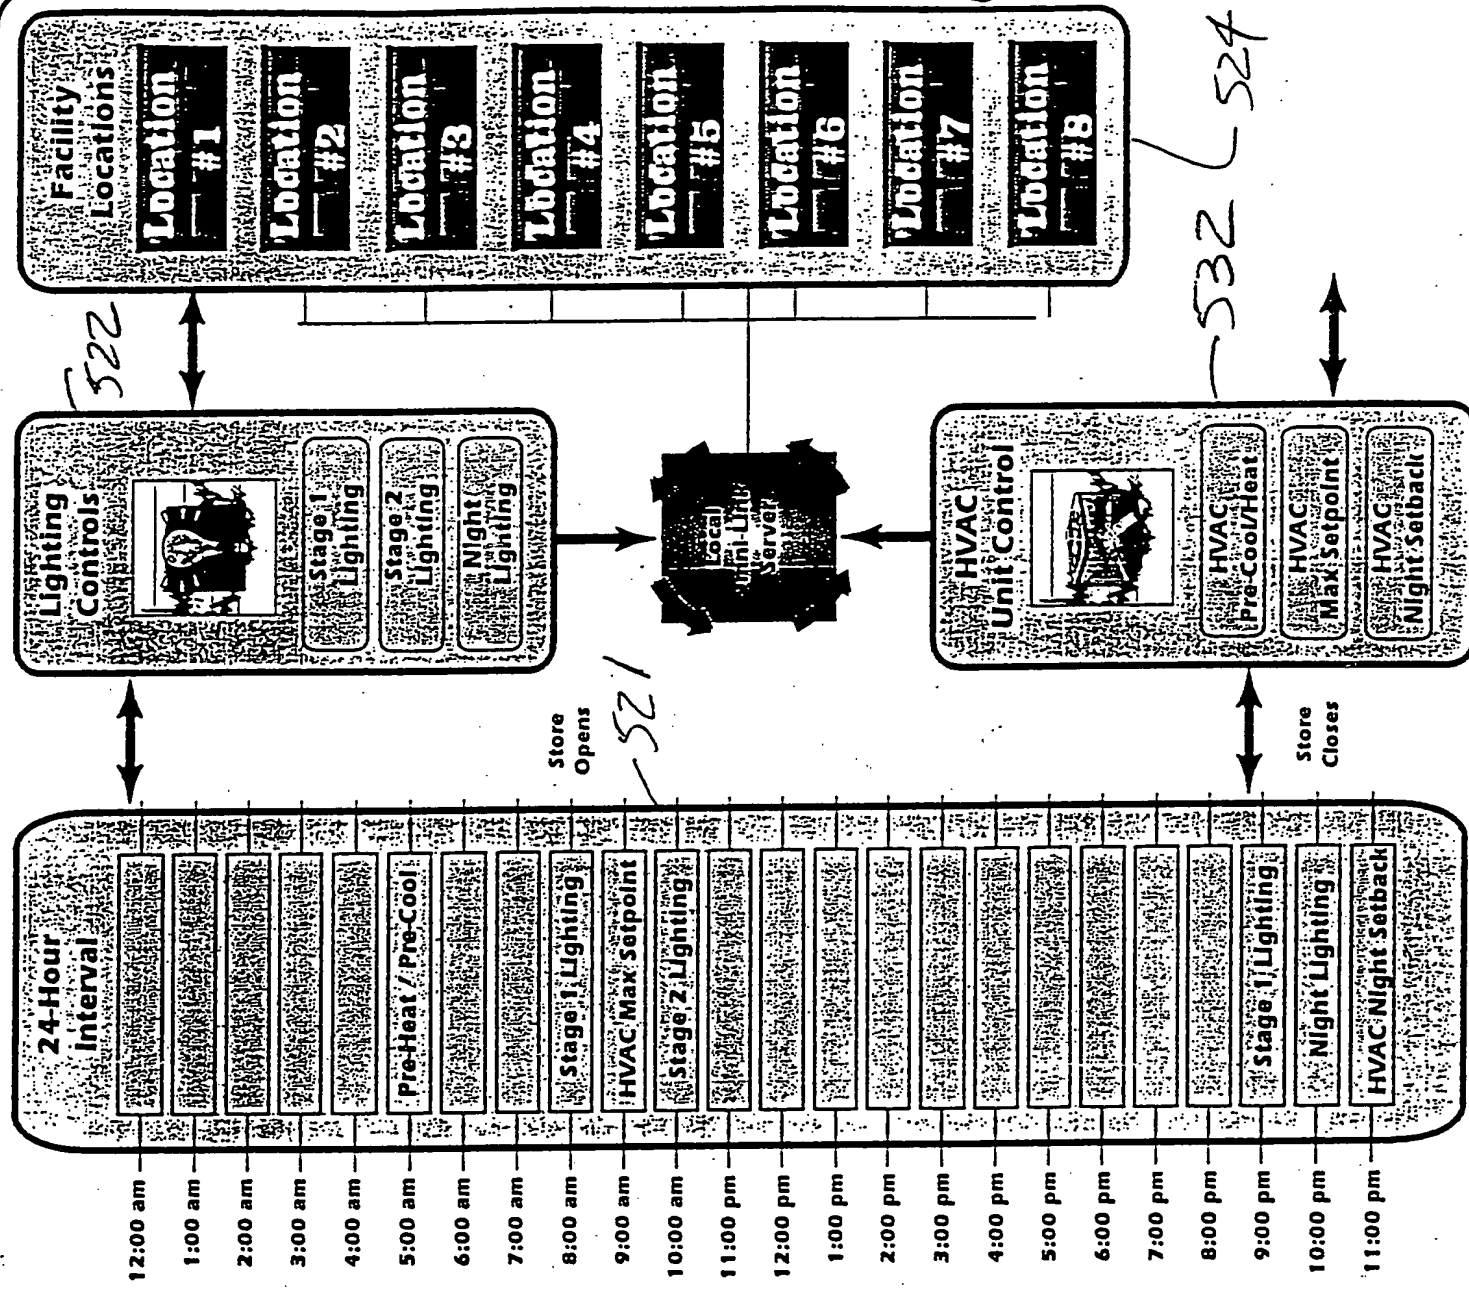 24-Hour
Interval
12:00 am
1:00 am
2:00 am
3:00 am
4:00 am
5:00 am Pre-Heat / Pre-Cool
6:00 am
7:00 am
8:00 am Stage 1 Lighting
9:00 am HVAC Max Setpoint
10:00 am Stage 2 Lighting
11:00 pm
12:00 pm
1:00 pm
2:00 pm
3:00 pm
4:00 pm
5:00 pm
6:00 pm
7:00 pm
8:00 pm
9:00 pm Stage 1 Lighting
10:00 pm Night Lighting
11:00 pm HVAC Night Setback
Store
Opens
521
Store
Closes
Lighting
Controls
Stage 1
Lighting
Stage 2
Lighting
Night
Lighting
522
Local
Omni-Link
Server
HVAC
Unit Control
HVAC
Pre-Cool/Heat
HVAC
Max Setpoint
HVAC
Night Setback
532
Facility
Locations
Location
#1
Location
#2
Location
#3
Location
#4
Location
#5
Location
#6
Location
#7
Location
#8
524